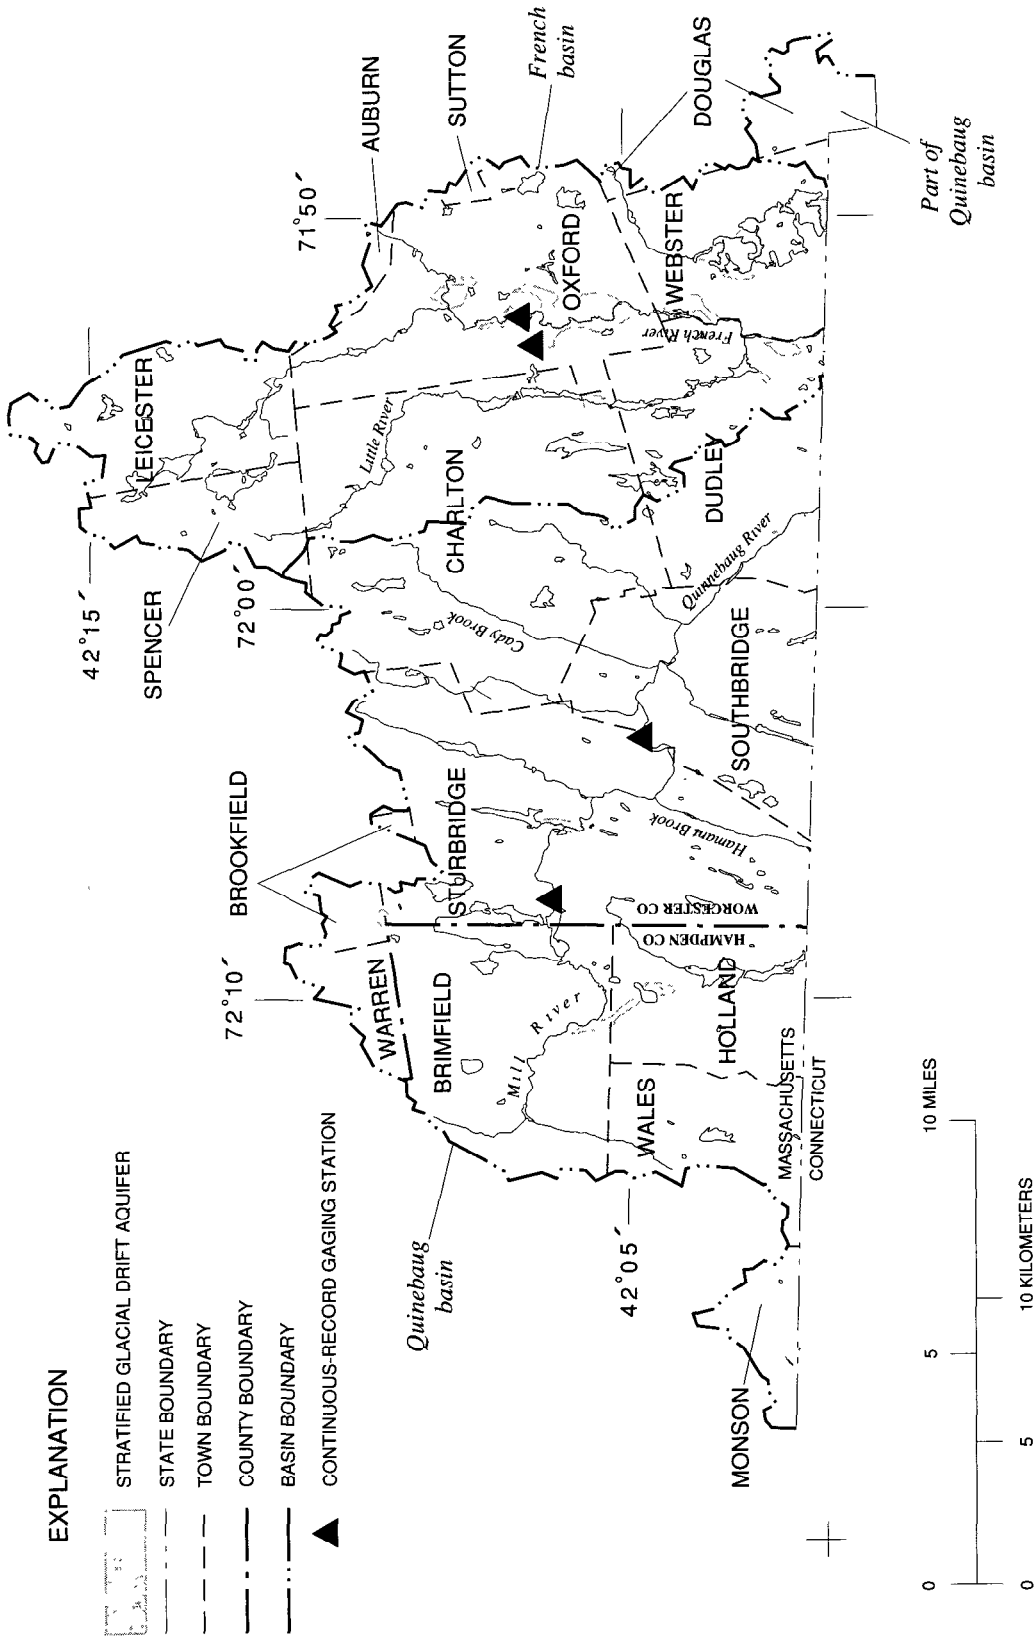 EXPLANATION
STRATIFIED GLACIAL DRIFT AQUIFER
STATE BOUNDARY
TOWN BOUNDARY
COUNTY BOUNDARY
BASIN BOUNDARY
CONTINUOUS-RECORD GAGING STATION
42°15´
72°10´
72°00´
71°50´
42°05´
SPENCER
LEICESTER
AUBURN
SUTTON
French
basin
BROOKFIELD
WARREN
BRIMFIELD
STURBRIDGE
CHARLTON
OXFORD
DOUGLAS
Little River
Cady Brook
Mill River
Quinebaug
basin
WALES
HOLLAND
HAMPDEN CO
WORCESTER CO
Hamant Brook
SOUTHBRIDGE
Quinnebaug River
DUDLEY
French River
WEBSTER
Part of
Quinebaug
basin
MONSON
MASSACHUSETTS
CONNECTICUT
0
5
10 MILES
0
5
10 KILOMETERS